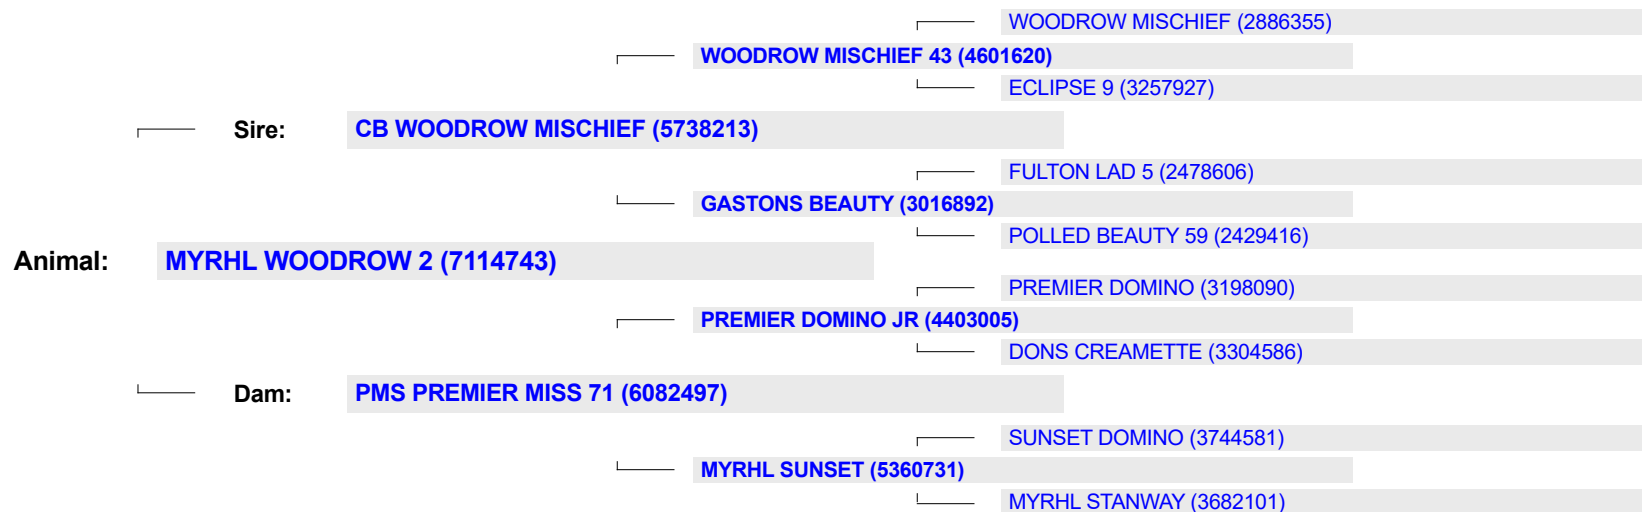 WOODROW MISCHIEF (2886355)
WOODROW MISCHIEF 43 (4601620)
ECLIPSE 9 (3257927)
Sire: CB WOODROW MISCHIEF (5738213)
FULTON LAD 5 (2478606)
GASTONS BEAUTY (3016892)
POLLED BEAUTY 59 (2429416)
Animal: MYRHL WOODROW 2 (7114743)
PREMIER DOMINO (3198090)
PREMIER DOMINO JR (4403005)
DONS CREAMETTE (3304586)
Dam: PMS PREMIER MISS 71 (6082497)
SUNSET DOMINO (3744581)
MYRHL SUNSET (5360731)
MYRHL STANWAY (3682101)